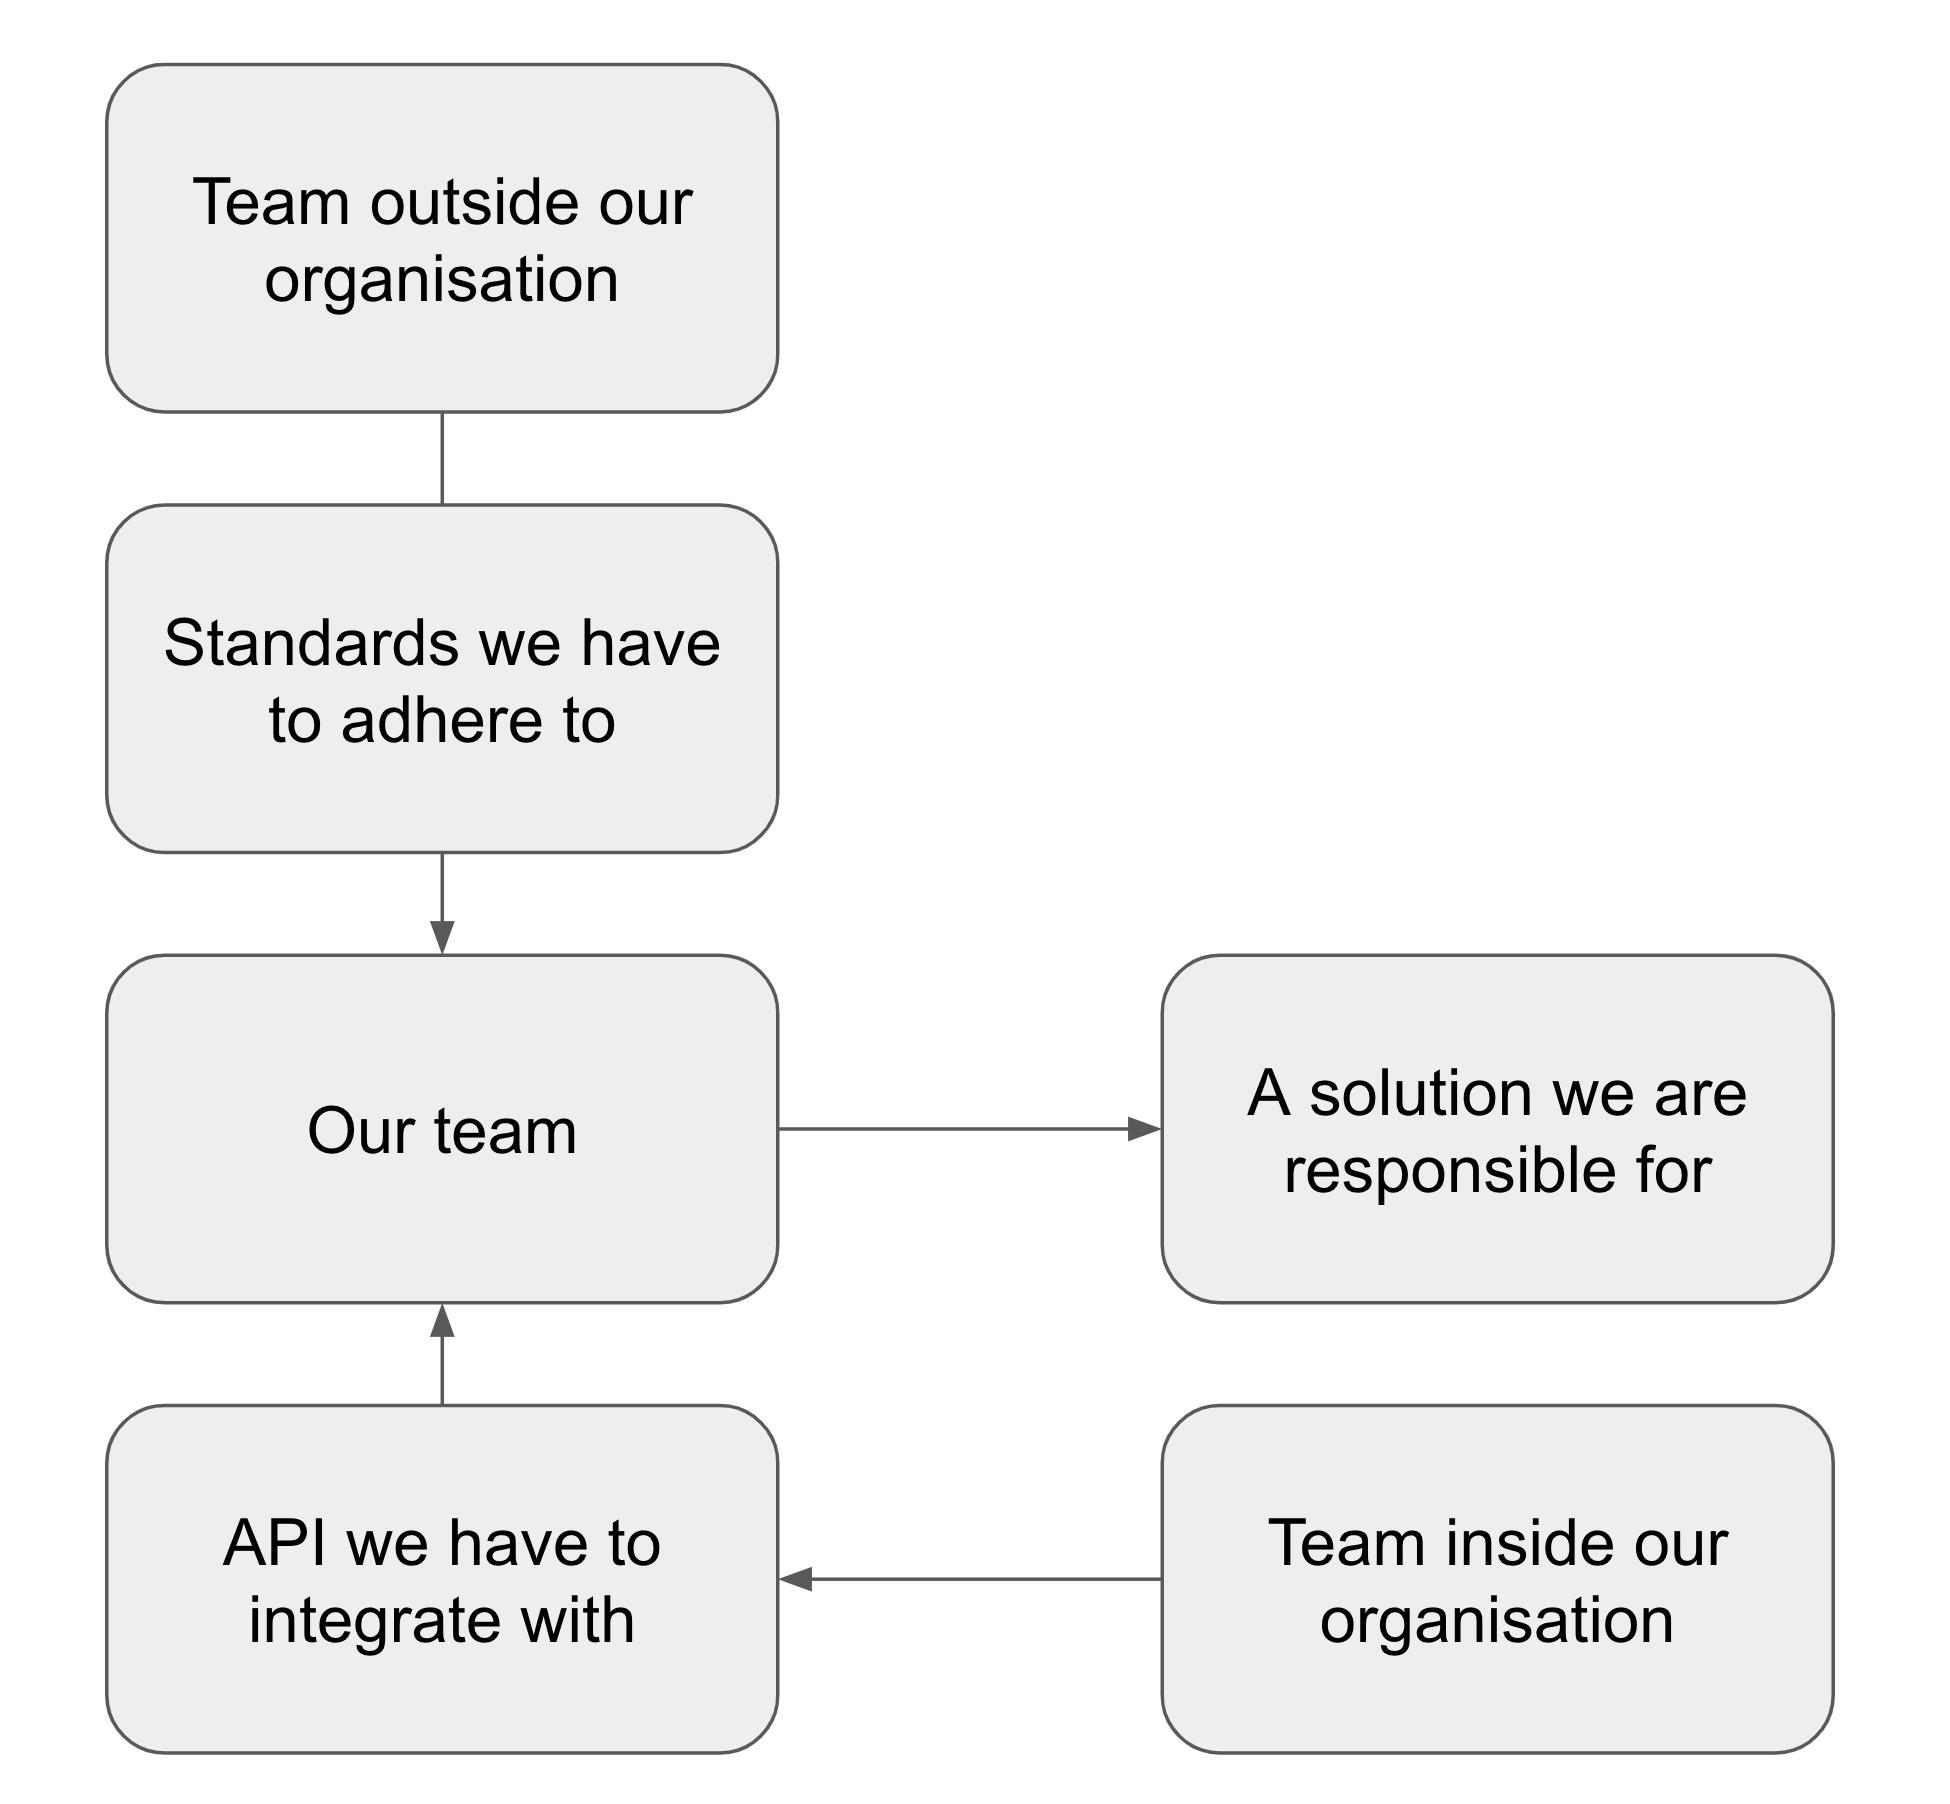 Team outside our
organisation
Standards we have
to adhere to
Our team
A solution we are
responsible for
API we have to
integrate with
Team inside our
organisation